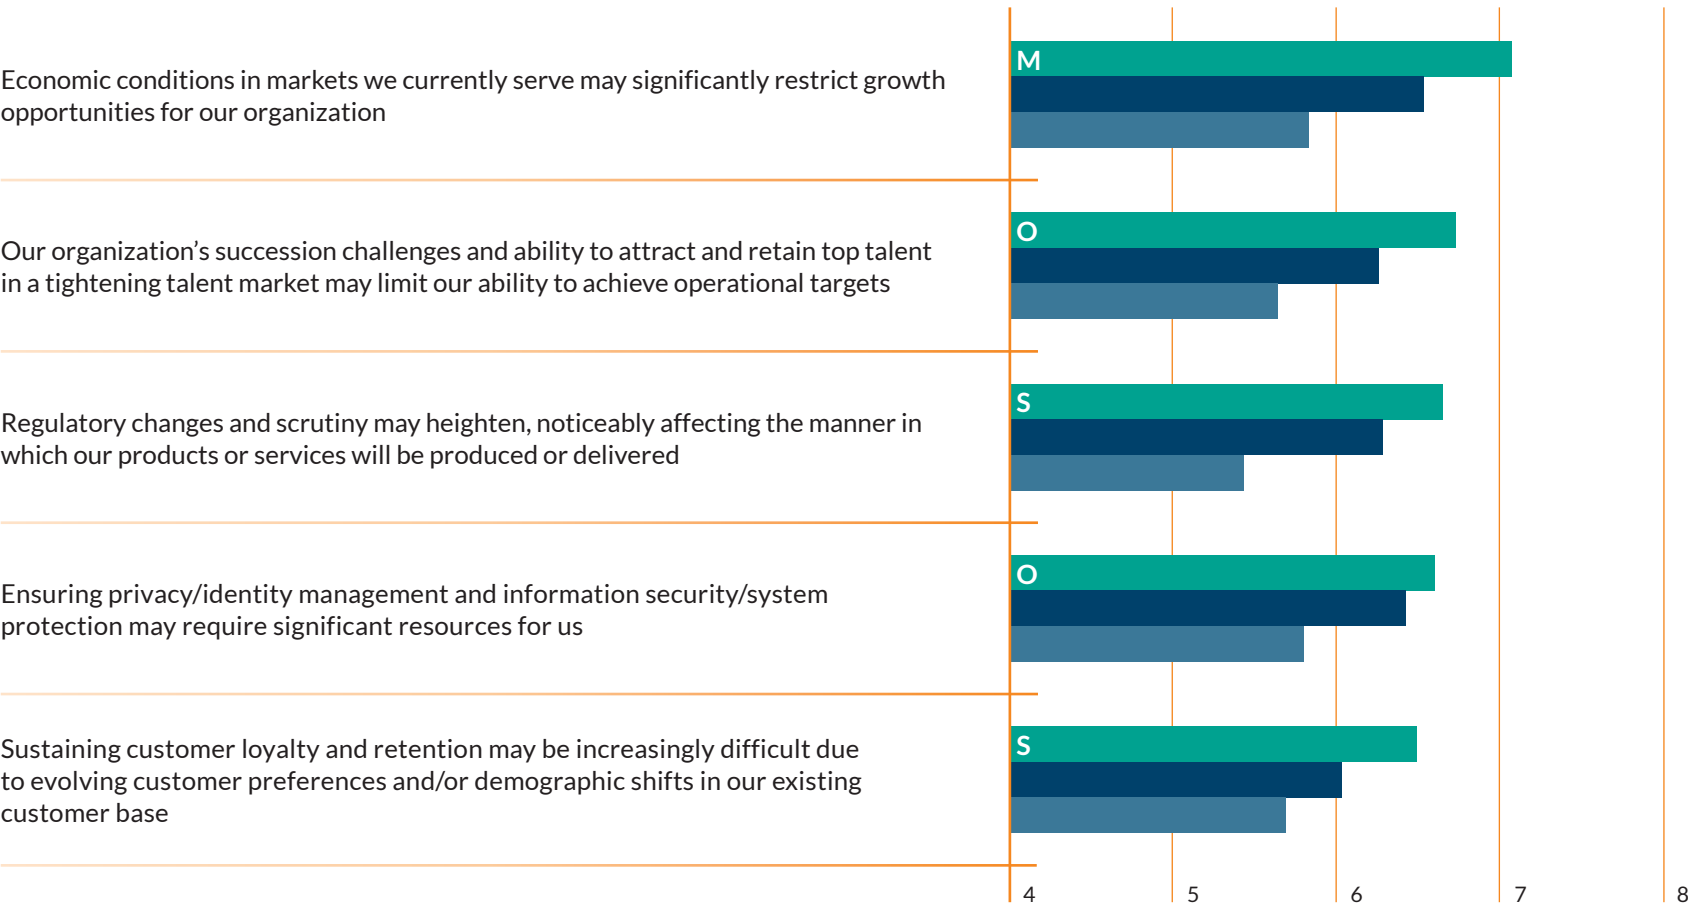 M
Economic conditions in markets we currently serve may significantly restrict growth
opportunities for our organization
O
Our organization’s succession challenges and ability to attract and retain top talent
in a tightening talent market may limit our ability to achieve operational targets
S
Regulatory changes and scrutiny may heighten, noticeably affecting the manner in
which our products or services will be produced or delivered
O
Ensuring privacy/identity management and information security/system
protection may require significant resources for us
S
Sustaining customer loyalty and retention may be increasingly difficult due
to evolving customer preferences and/or demographic shifts in our existing
customer base
4 5 6 7 8